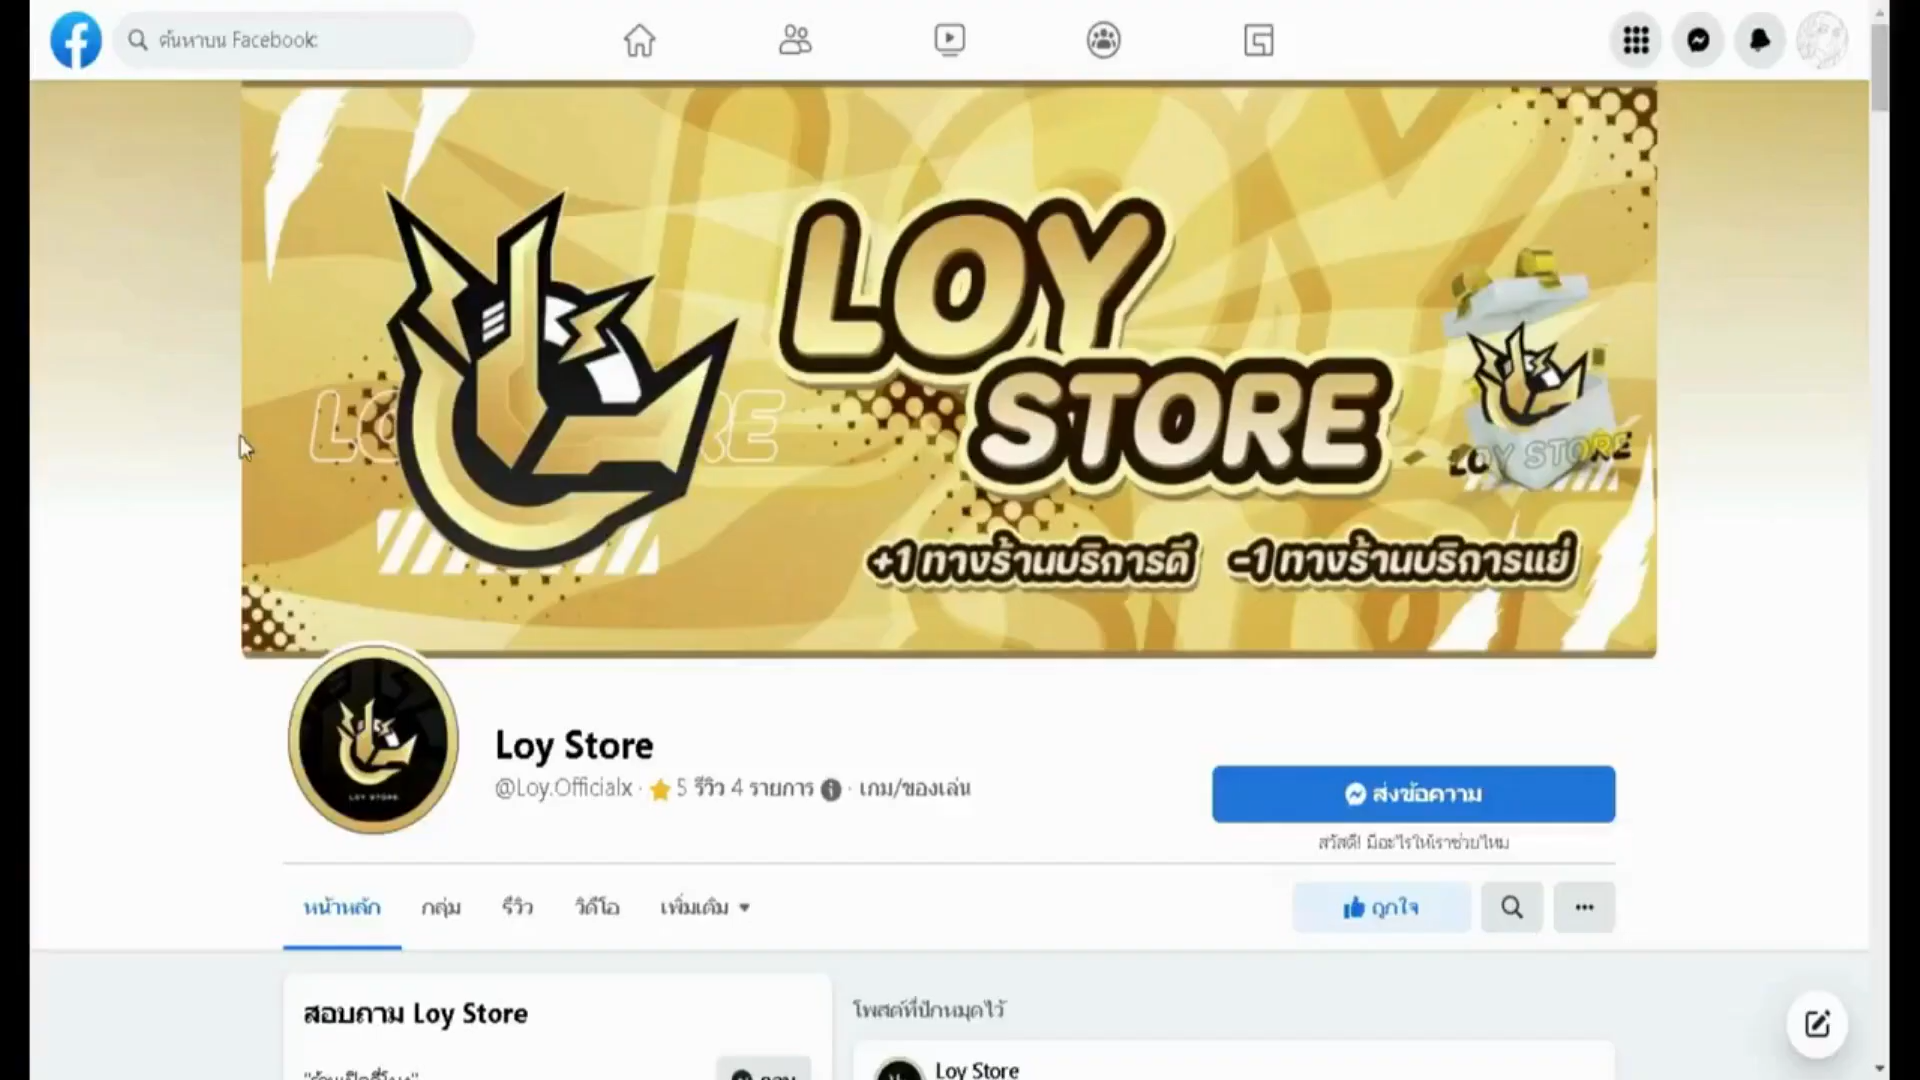 ค้นหาบน Facebook
LOY
STORE
LOY STORE
+1 ทางร้านบริการดี -1 ทางร้านบริการแย่
LOY STORE
Loy Store
@Loy.Officialx · 5 รีวิว 4 รายการ · เกม/ของเล่น
ส่งข้อความ
สวัสดี! มีอะไรให้เราช่วยไหม
หน้าหลัก กลุ่ม รีวิว วิดีโอ เพิ่มเติม
ถูกใจ
สอบถาม Loy Store
โพสต์ที่ปักหมุดไว้
Loy Store